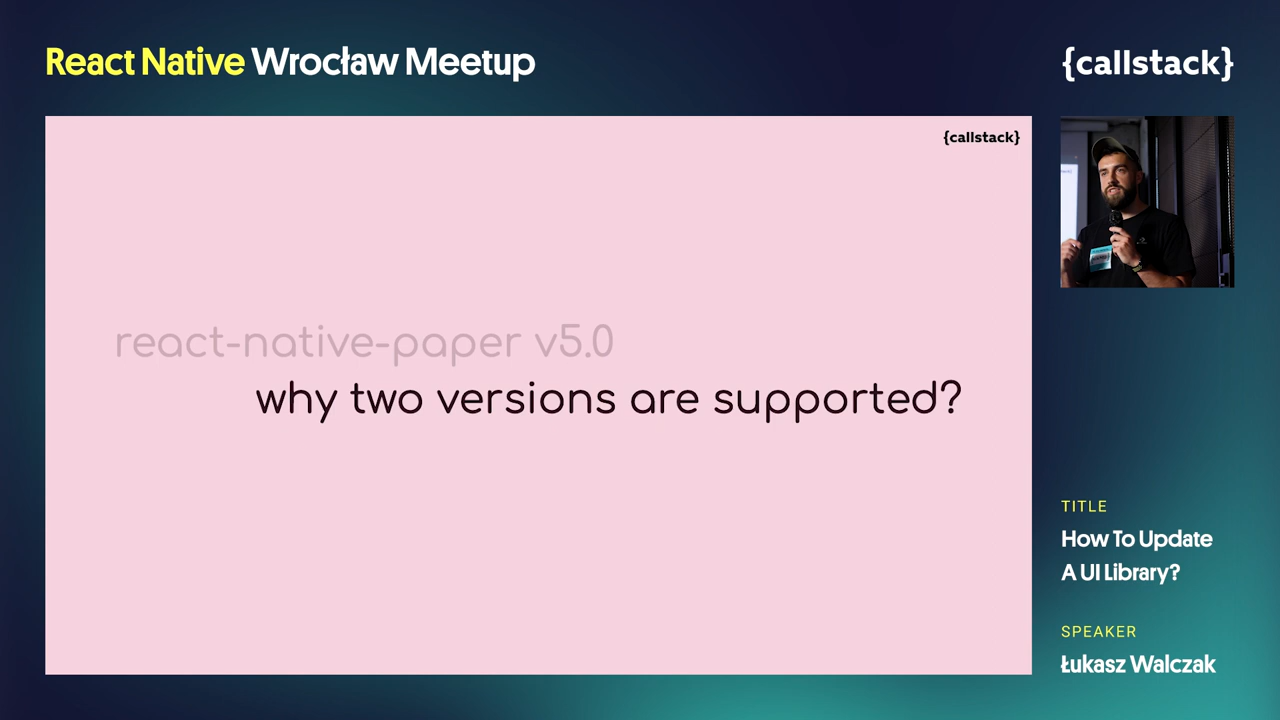 React Native Wrocław Meetup
{callstack}
{callstack}
react-native-paper v5.0
why two versions are supported?
TITLE
How To Update
A UI Library?
SPEAKER
Łukasz Walczak